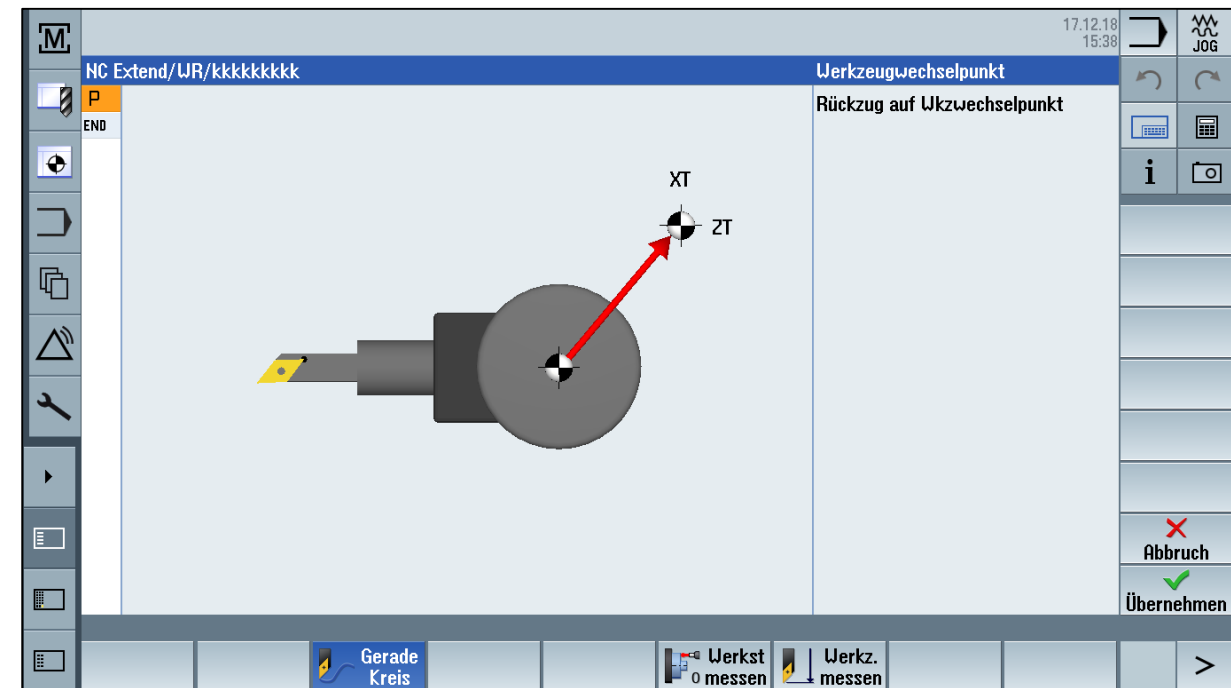 M
17.12.18
15:38
JOG
NC Extend/WR/kkkkkkkkk
Werkzeugwechselpunkt
P
Rückzug auf Wkzwechselpunkt
END
i
XT
ZT
Abbruch
Übernehmen
Gerade
Kreis
Werkst
0 messen
Werkz.
messen
>